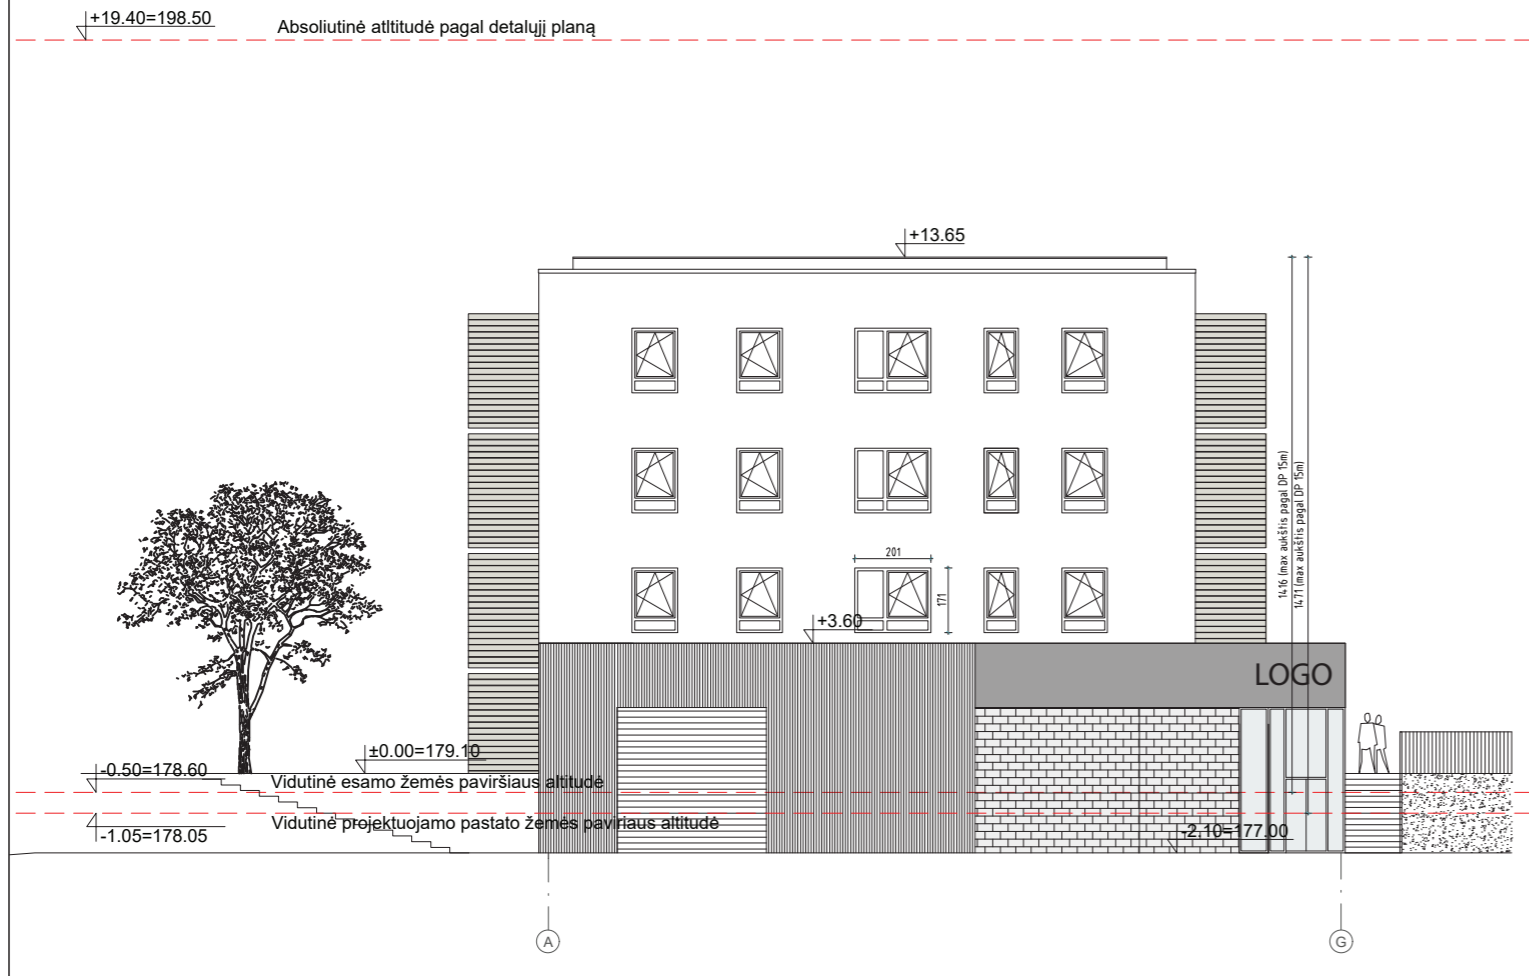 +19.40=198.50
Absoliutinė atltitudė pagal detalųjį planą
+13.65
1416 (max aukštis pagal DP 15m)
1471 (max aukštis pagal DP 15m)
201
171
+3.60
LOGO
±0.00=179.10
-0.50=178.60
Vidutinė esamo žemės paviršiaus altitudė
Vidutinė projektuojamo pastato žemės paviriaus altitudė
-1.05=178.05
-2.10=177.00
A
G